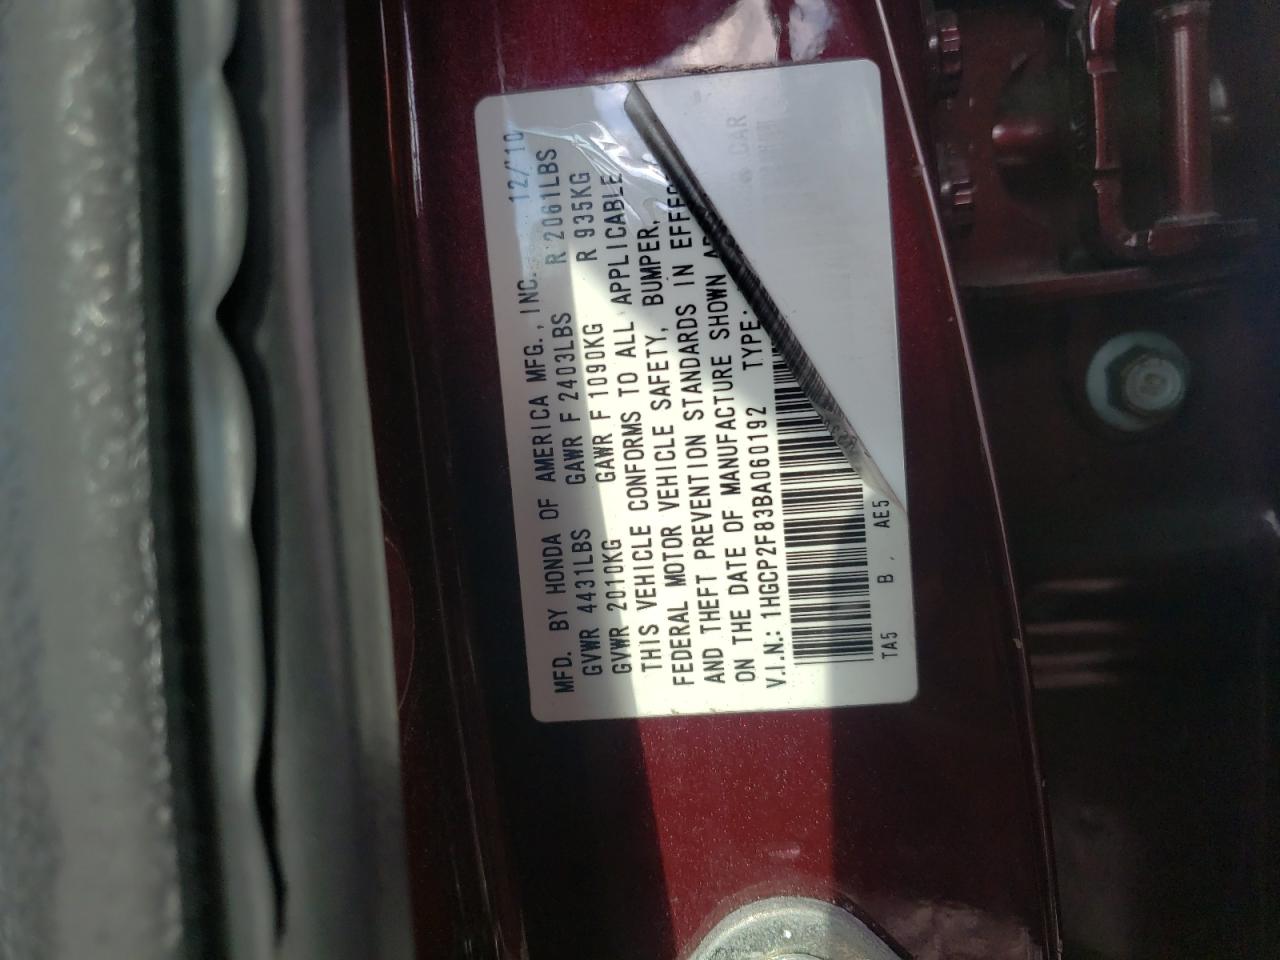 MFD. BY HONDA OF AMERICA MFG., INC. 12/'10
GVWR 4431LBS GAWR F 2403LBS R 2061LBS
GVWR 2010KG GAWR F 1090KG R 935KG
THIS VEHICLE CONFORMS TO ALL APPLICABLE
FEDERAL MOTOR VEHICLE SAFETY, BUMPER,
AND THEFT PREVENTION STANDARDS IN
ON THE DATE OF MANUFACTURE SHOWN
V.I.N.: 1HGCP2F83BA060192 TYPE:
TA5 B, AE5